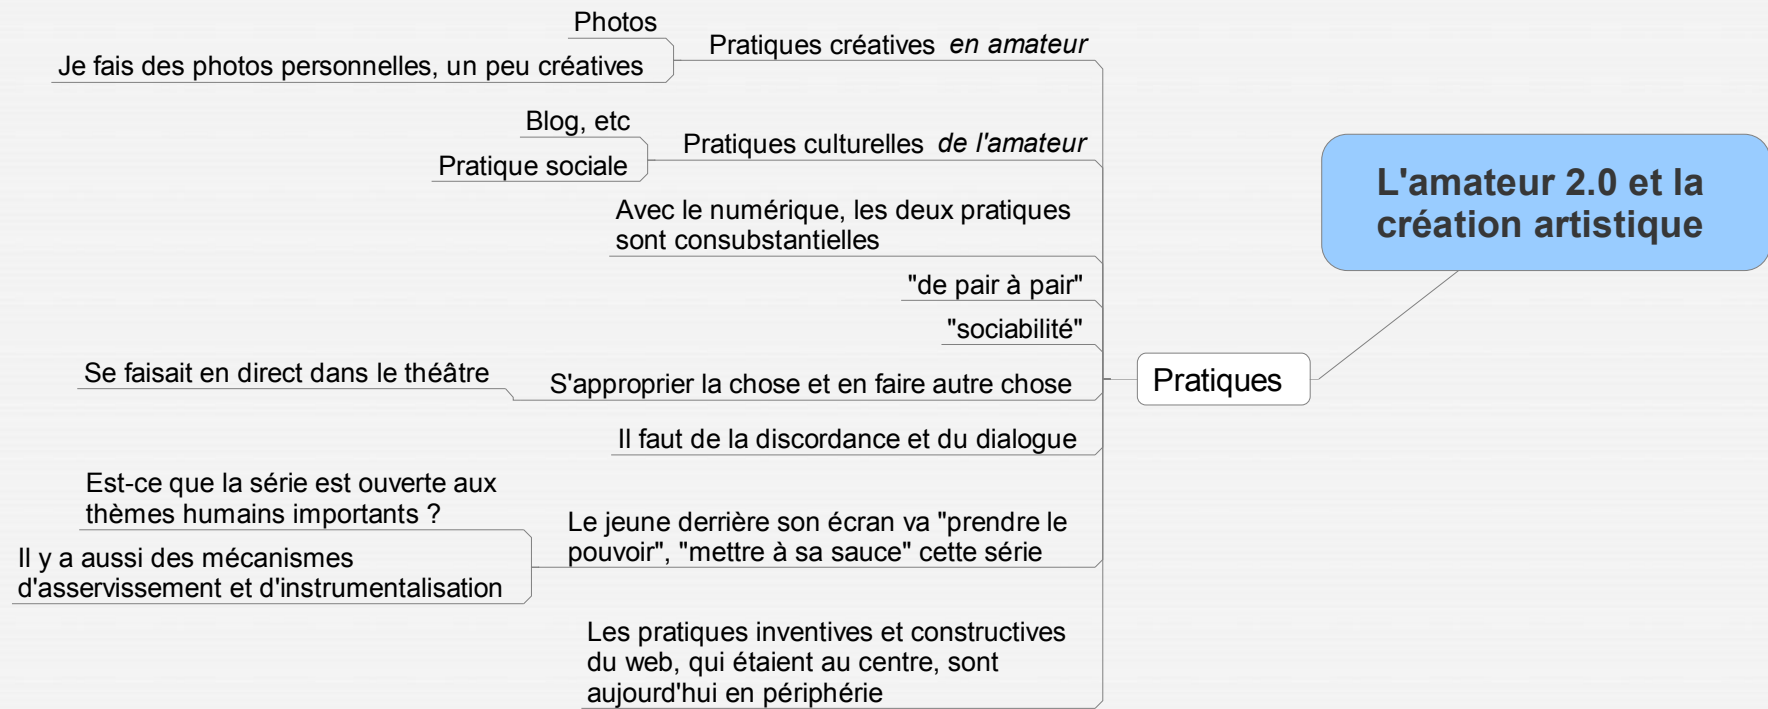 Photos
Je fais des photos personnelles, un peu créatives
Pratiques créatives en amateur
Blog, etc
Pratique sociale
Pratiques culturelles de l'amateur
Avec le numérique, les deux pratiques
sont consubstantielles
"de pair à pair"
"sociabilité"
Se faisait en direct dans le théâtre
S'approprier la chose et en faire autre chose
Il faut de la discordance et du dialogue
Est-ce que la série est ouverte aux
thèmes humains importants ?
Il y a aussi des mécanismes
d'asservissement et d'instrumentalisation
Le jeune derrière son écran va "prendre le
pouvoir", "mettre à sa sauce" cette série
Les pratiques inventives et constructives
du web, qui étaient au centre, sont
aujourd'hui en périphérie
Pratiques
L'amateur 2.0 et la
création artistique